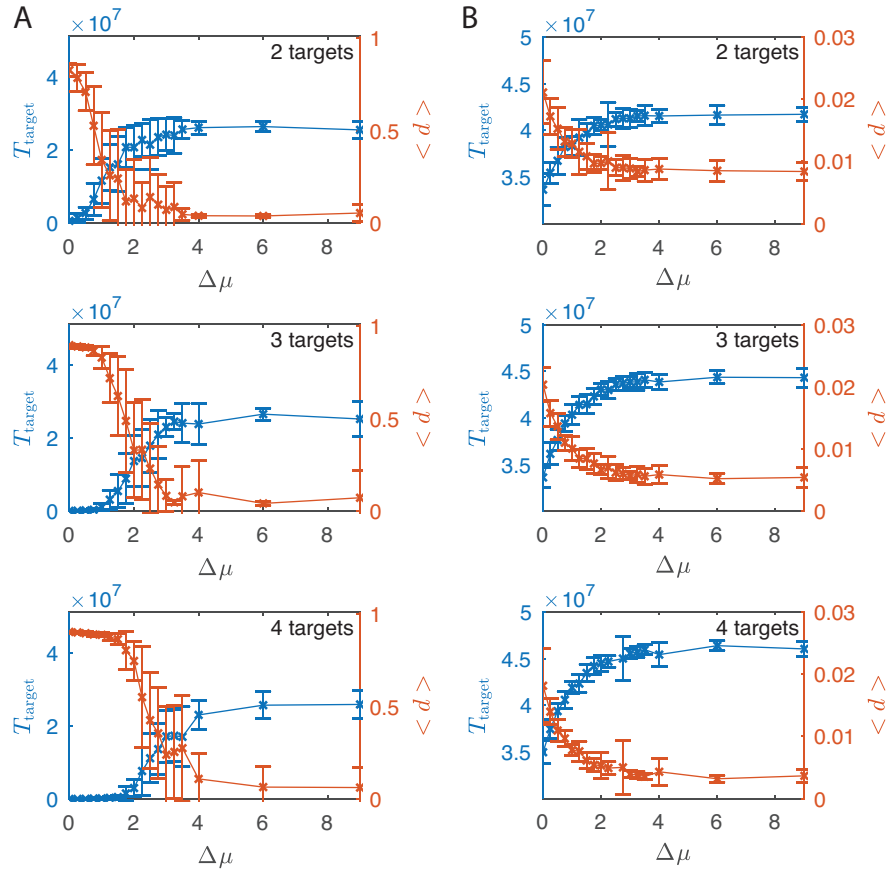 A
× 10^7
2 targets
4
2
0
T_target
1
0.5
0
< d >
0 2 4 6 8
Δμ
× 10^7
3 targets
4
2
0
T_target
1
0.5
0
< d >
0 2 4 6 8
Δμ
× 10^7
4 targets
4
2
0
T_target
1
0.5
0
< d >
0 2 4 6 8
Δμ
B
× 10^7
2 targets
5
4.5
4
3.5
T_target
0.03
0.02
0.01
0
< d >
0 2 4 6 8
Δμ
× 10^7
3 targets
5
4.5
4
3.5
T_target
0.03
0.02
0.01
0
< d >
0 2 4 6 8
Δμ
× 10^7
4 targets
5
4.5
4
3.5
T_target
0.03
0.02
0.01
0
< d >
0 2 4 6 8
Δμ